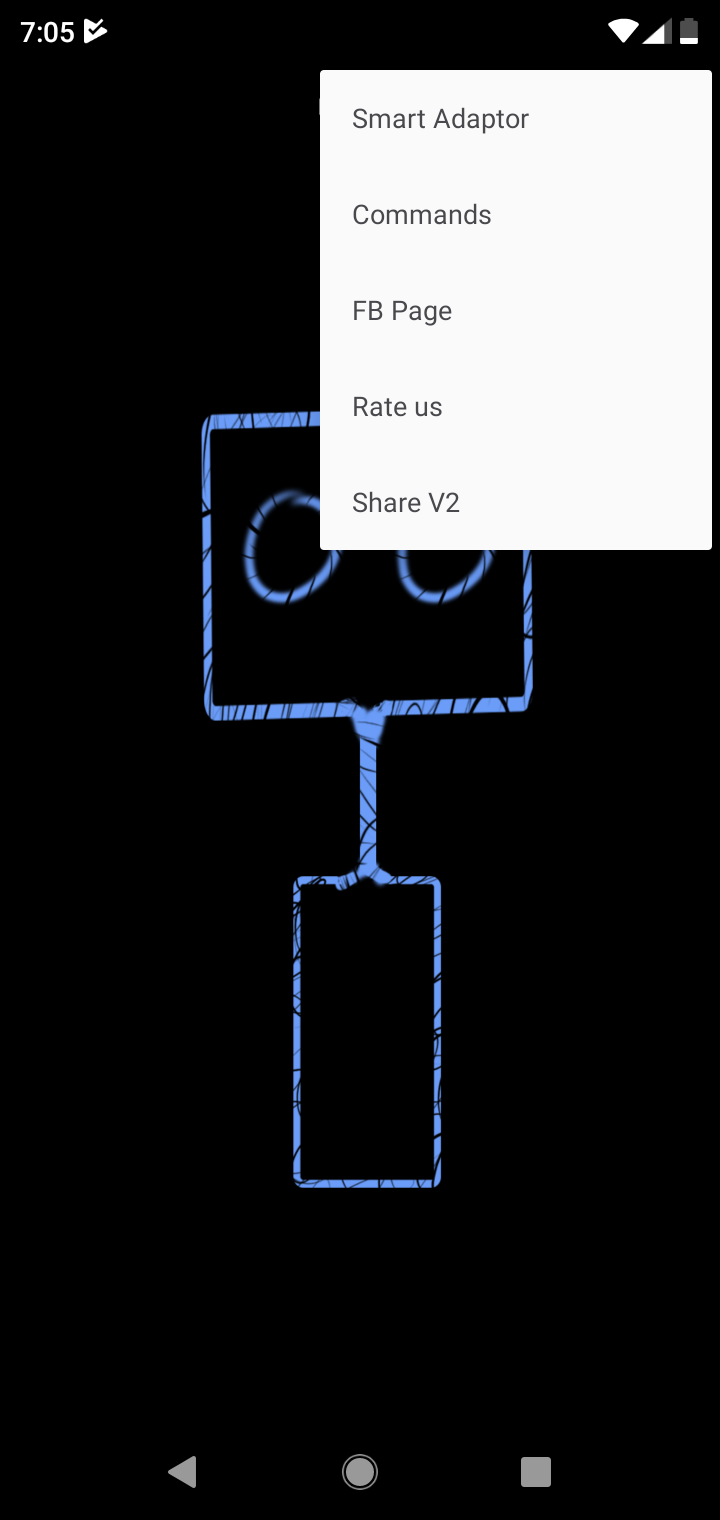 7:05
Smart Adaptor
Commands
FB Page
Rate us
Share V2